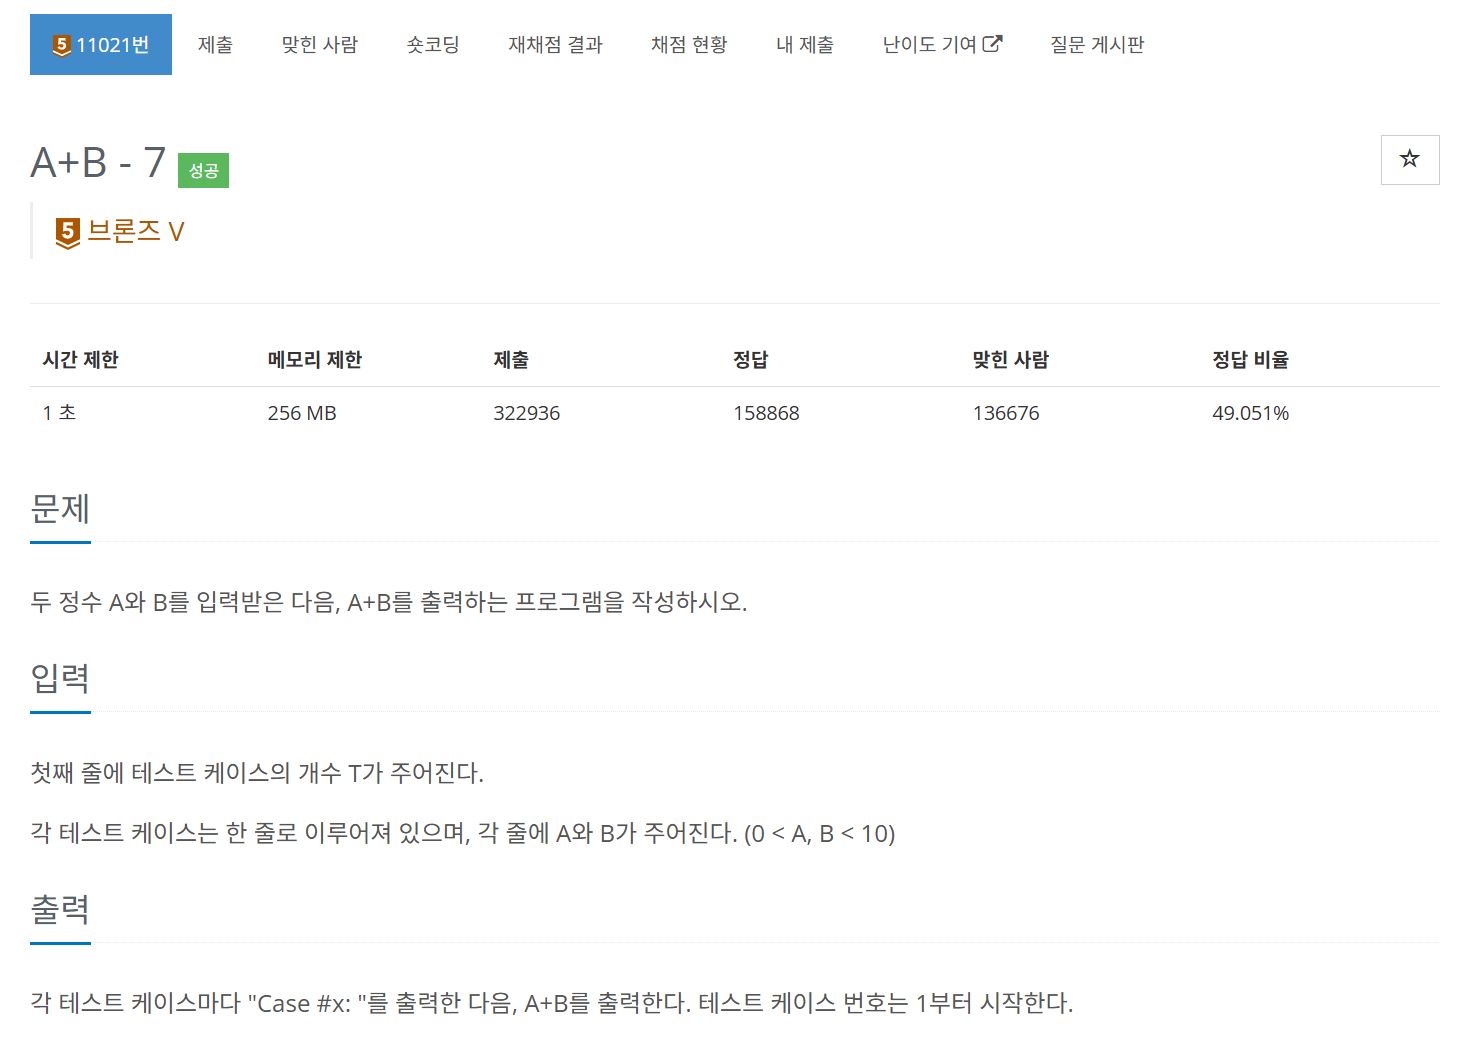 5 11021번 제출 맞힌 사람 숏코딩 재채점 결과 채점 현황 내 제출 난이도 기여 질문 게시판
A+B - 7 성공
5 브론즈 V
시간 제한 메모리 제한 제출 정답 맞힌 사람 정답 비율
1 초 256 MB 322936 158868 136676 49.051%
문제
두 정수 A와 B를 입력받은 다음, A+B를 출력하는 프로그램을 작성하시오.
입력
첫째 줄에 테스트 케이스의 개수 T가 주어진다.
각 테스트 케이스는 한 줄로 이루어져 있으며, 각 줄에 A와 B가 주어진다. (0 < A, B < 10)
출력
각 테스트 케이스마다 "Case #x: "를 출력한 다음, A+B를 출력한다. 테스트 케이스 번호는 1부터 시작한다.